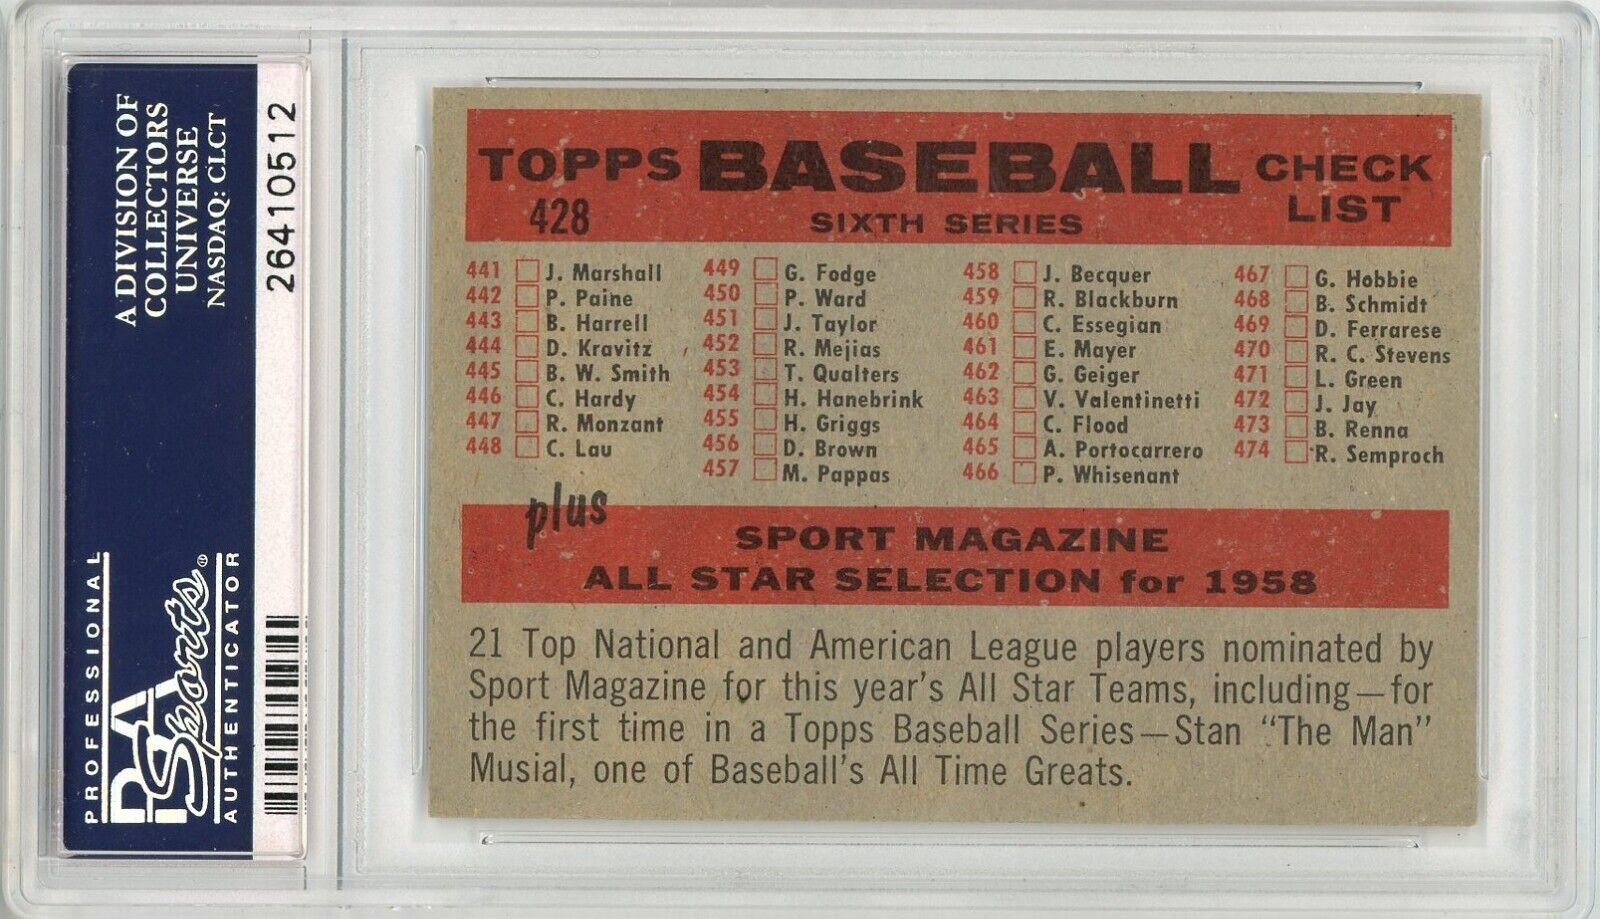 A DIVISION OF
COLLECTORS
UNIVERSE
NASDAQ: CLCT
26410512
PROFESSIONAL
PSA
Sports®
AUTHENTICATOR
TOPPS BASEBALL CHECK LIST
428 SIXTH SERIES
441 J. Marshall
442 P. Paine
443 B. Harrell
444 D. Kravitz
445 B. W. Smith
446 C. Hardy
447 R. Monzant
448 C. Lau
449 G. Fodge
450 P. Ward
451 J. Taylor
452 R. Mejias
453 T. Qualters
454 H. Hanebrink
455 H. Griggs
456 D. Brown
457 M. Pappas
458 J. Becquer
459 R. Blackburn
460 C. Essegian
461 E. Mayer
462 G. Geiger
463 V. Valentinetti
464 C. Flood
465 A. Portocarrero
466 P. Whisenant
467 G. Hobbie
468 B. Schmidt
469 D. Ferrarese
470 R. C. Stevens
471 L. Green
472 J. Jay
473 B. Renna
474 R. Semproch
plus
SPORT MAGAZINE
ALL STAR SELECTION for 1958
21 Top National and American League players nominated by
Sport Magazine for this year's All Star Teams, including—for
the first time in a Topps Baseball Series—Stan "The Man"
Musial, one of Baseball's All Time Greats.